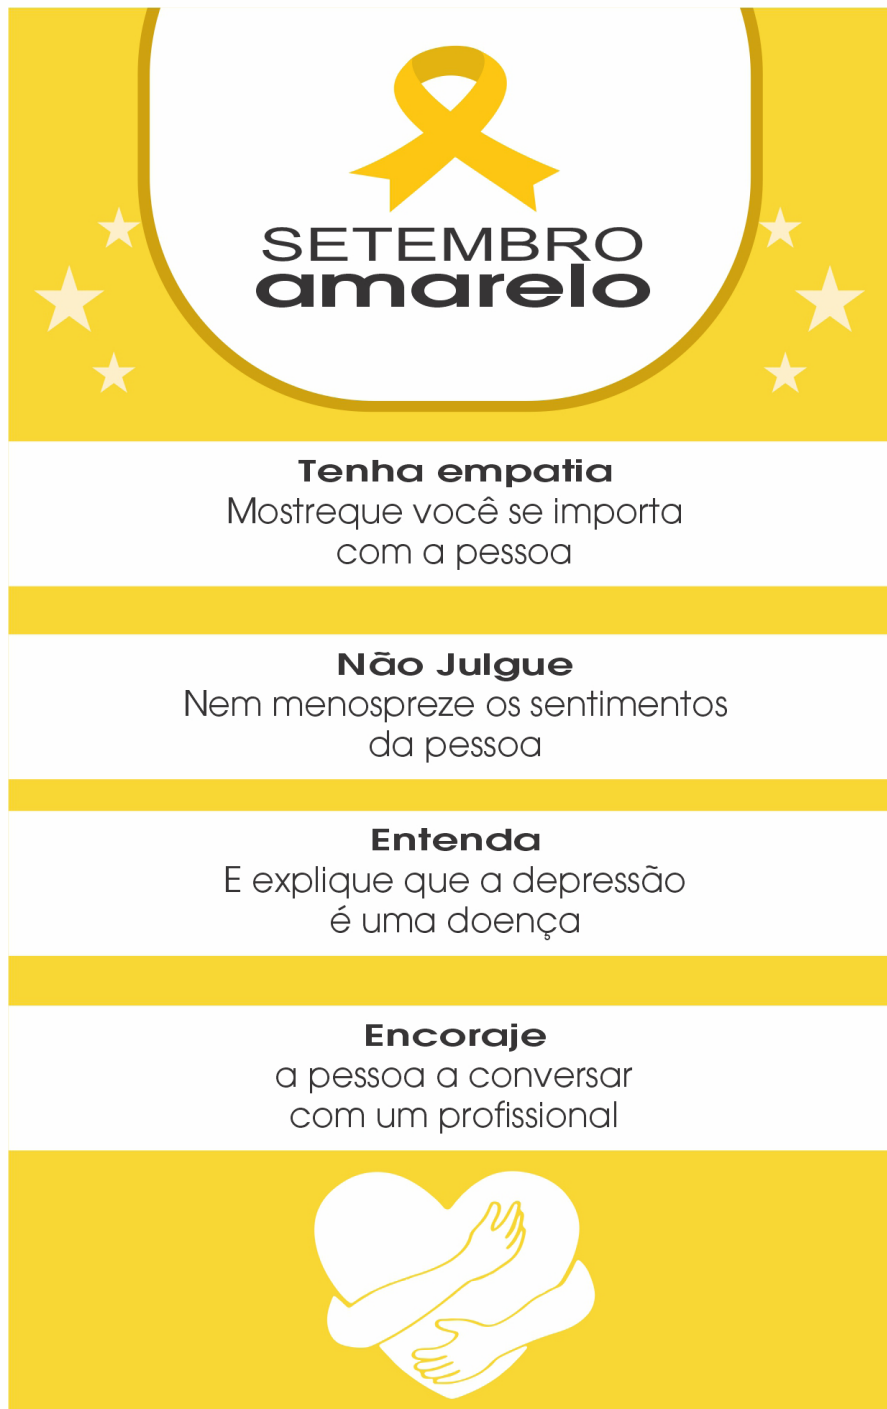 SETEMBRO
amarelo
Tenha empatia
Mostreque você se importa
com a pessoa
Não Julgue
Nem menospreze os sentimentos
da pessoa
Entenda
E explique que a depressão
é uma doença
Encoraje
a pessoa a conversar
com um profissional